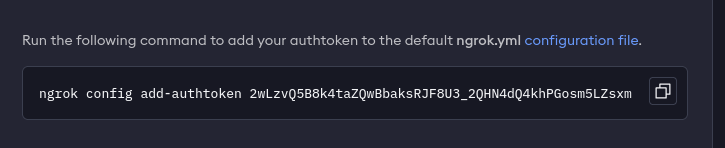 Run the following command to add your authtoken to the default ngrok.yml configuration file.
ngrok config add-authtoken 2wLzvQ5B8k4taZQwBbaksRJF8U3_2QHN4dQ4khPGosm5LZsxm